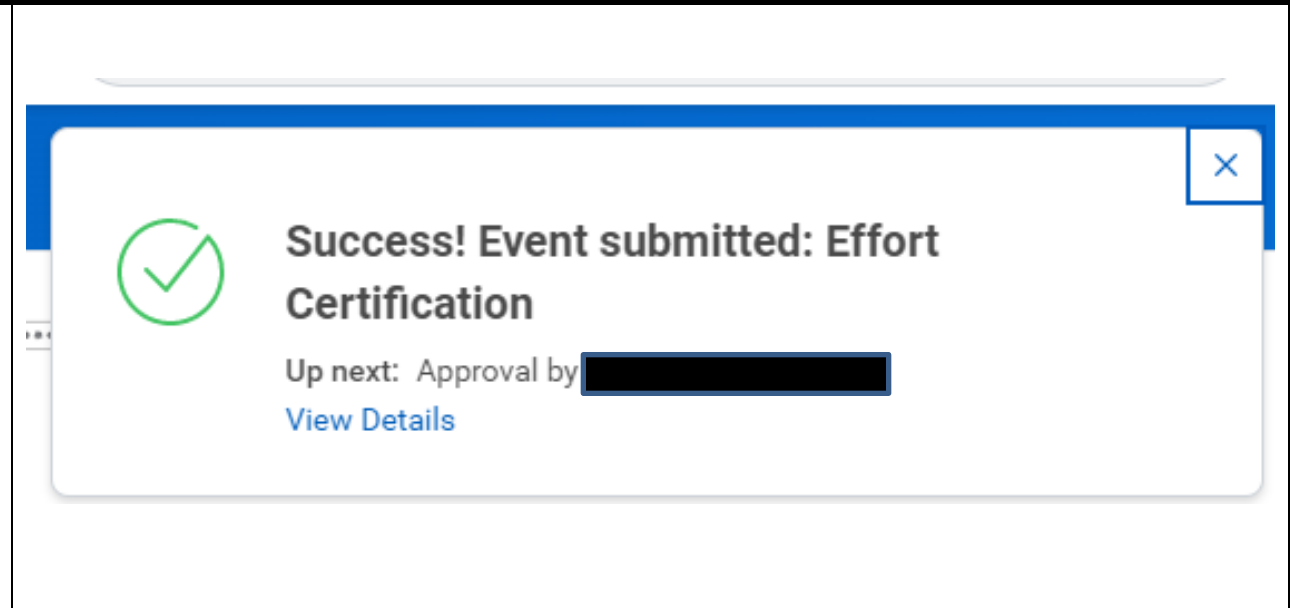 Success! Event submitted: Effort
Certification
Up next: Approval by
View Details